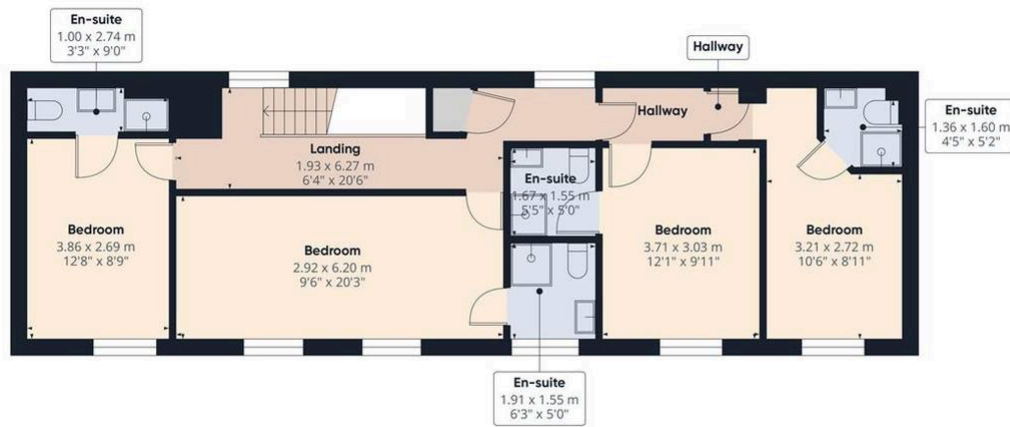 En-suite
1.00 x 2.74 m
3'3" x 9'0"
Hallway
Hallway
En-suite
1.36 x 1.60 m
4'5" x 5'2"
Landing
1.93 x 6.27 m
6'4" x 20'6"
En-suite
1.67 x 1.55 m
5'5" x 5'0"
Bedroom
3.86 x 2.69 m
12'8" x 8'9"
Bedroom
2.92 x 6.20 m
9'6" x 20'3"
Bedroom
3.71 x 3.03 m
12'1" x 9'11"
Bedroom
3.21 x 2.72 m
10'6" x 8'11"
En-suite
1.91 x 1.55 m
6'3" x 5'0"